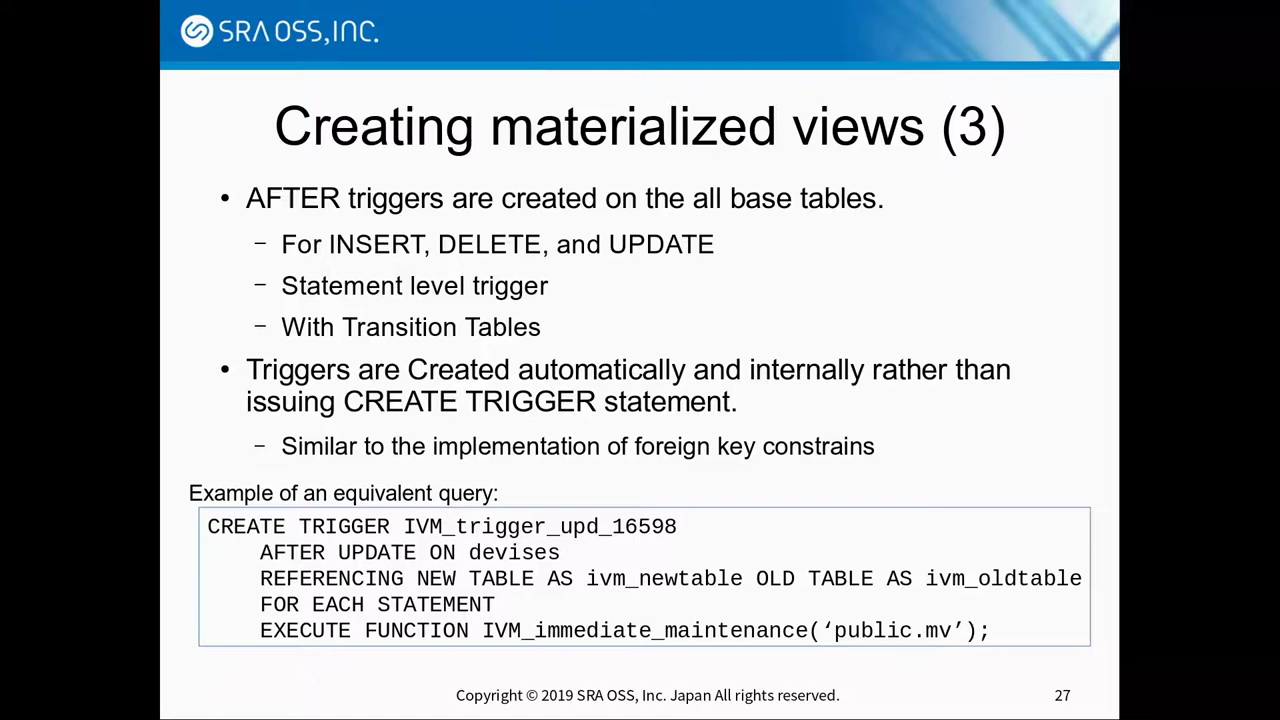 SRA OSS, INC.
Creating materialized views (3)
• AFTER triggers are created on the all base tables.
– For INSERT, DELETE, and UPDATE
– Statement level trigger
– With Transition Tables
• Triggers are Created automatically and internally rather than
issuing CREATE TRIGGER statement.
– Similar to the implementation of foreign key constrains
Example of an equivalent query:
CREATE TRIGGER IVM_trigger_upd_16598
AFTER UPDATE ON devises
REFERENCING NEW TABLE AS ivm_newtable OLD TABLE AS ivm_oldtable
FOR EACH STATEMENT
EXECUTE FUNCTION IVM_immediate_maintenance(‘public.mv’);
Copyright © 2019 SRA OSS, Inc. Japan All rights reserved.
27